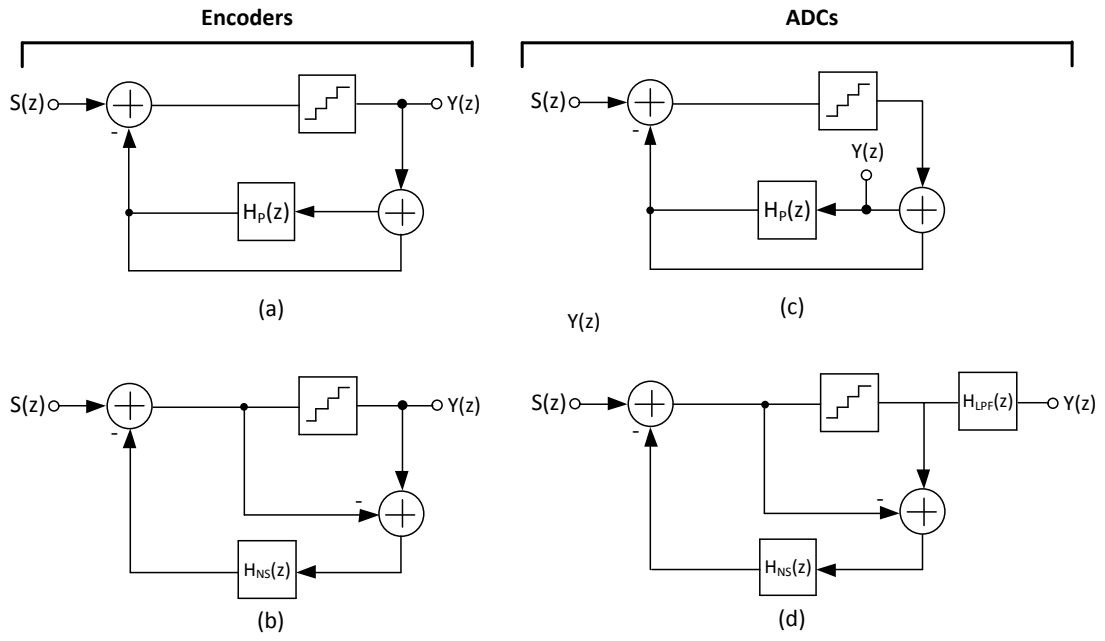 Encoders
ADCs
S(z)
Y(z)
-
H_P(z)
(a)
S(z)
Y(z)
-
H_P(z)
(c)
Y(z)
S(z)
Y(z)
-
-
H_NS(z)
(b)
S(z)
H_LPF(z)
Y(z)
-
-
H_NS(z)
(d)